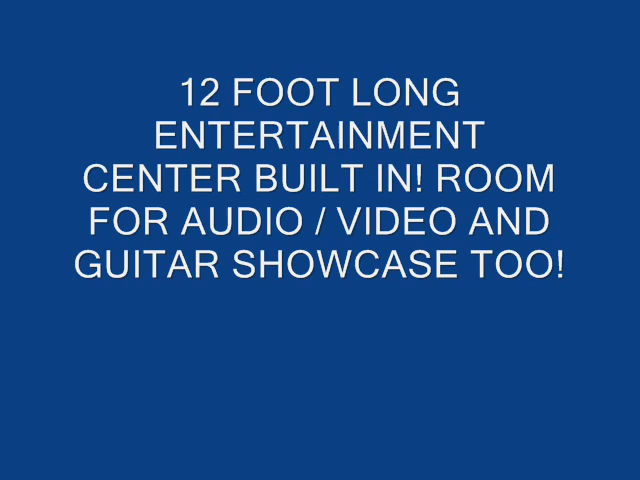 12 FOOT LONG
ENTERTAINMENT
CENTER BUILT IN! ROOM
FOR AUDIO / VIDEO AND
GUITAR SHOWCASE TOO!